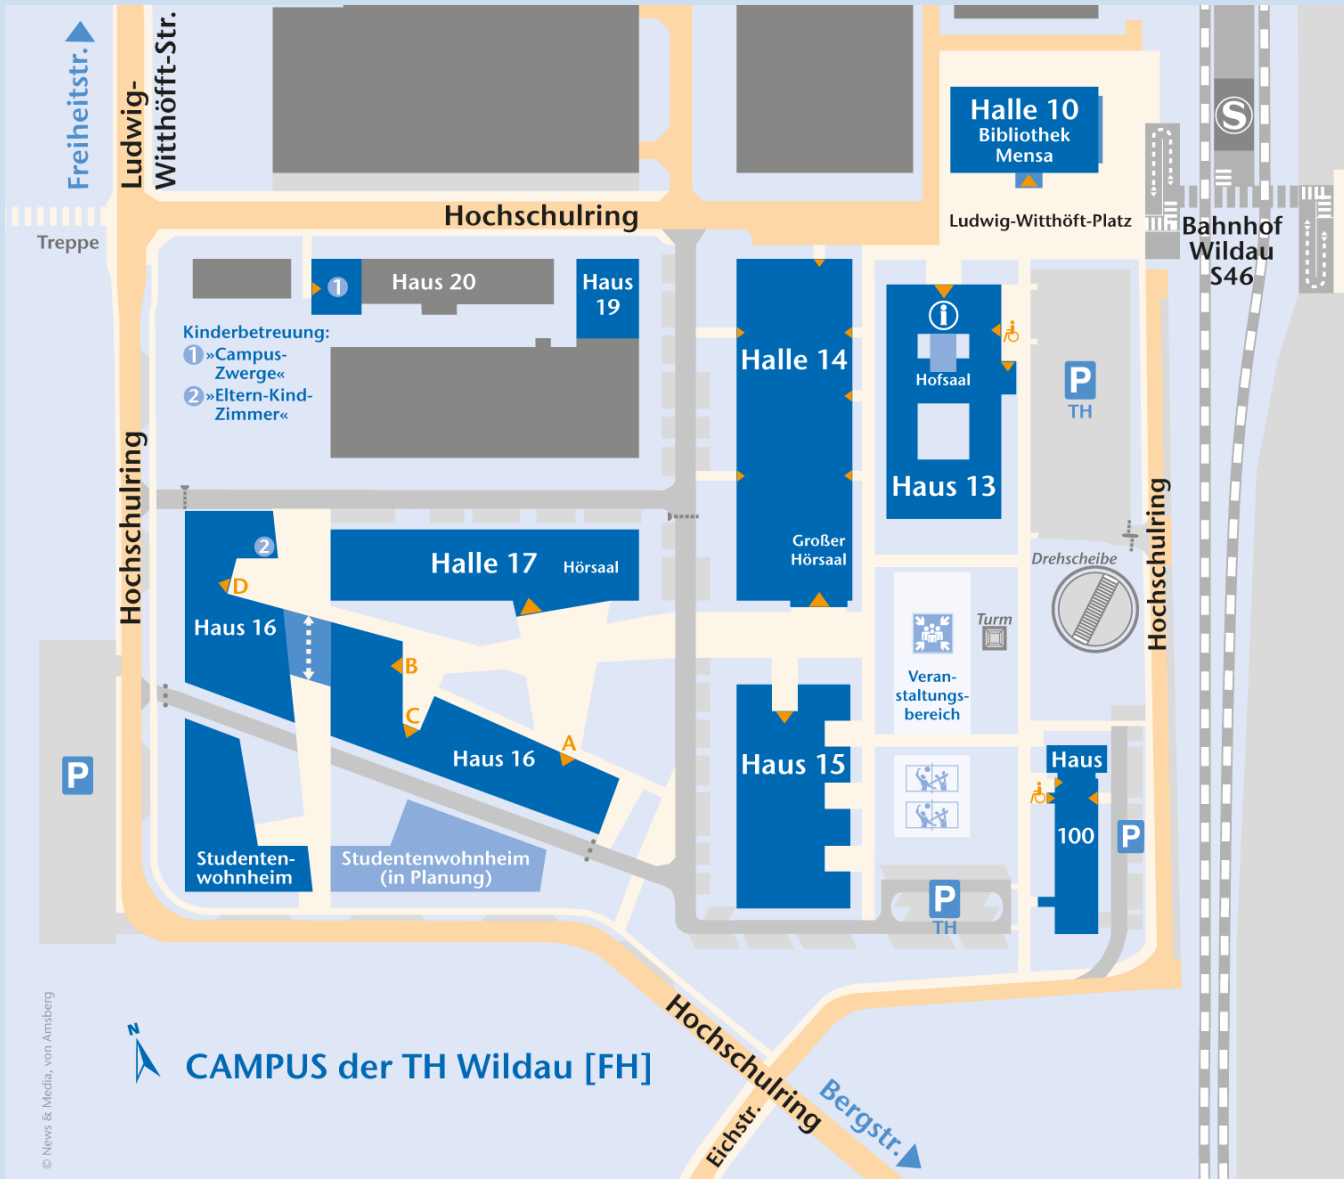 Freiheitstr.
Ludwig-
Witthöfft-Str.
Halle 10
Bibliothek
Mensa
S
Hochschulring
Ludwig-Witthöft-Platz
Treppe
Bahnhof
Wildau
S46
1
Haus 20
Haus
19
Kinderbetreuung:
1 »Campus-
Zwerge«
2 »Eltern-Kind-
Zimmer«
Halle 14
i
Hofsaal
P
TH
Haus 13
Hochschulring
Hochschulring
2
D
Halle 17
Hörsaal
Großer
Hörsaal
Drehscheibe
Turm
Haus 16
B
C
A
Haus 16
Veran-
staltungs-
bereich
P
Haus 15
Haus
100
P
Studenten-
wohnheim
Studentenwohnheim
(in Planung)
P
TH
© News & Media, von Amsberg
N
CAMPUS der TH Wildau [FH]
Hochschulring
Bergstr.
Eichstr.